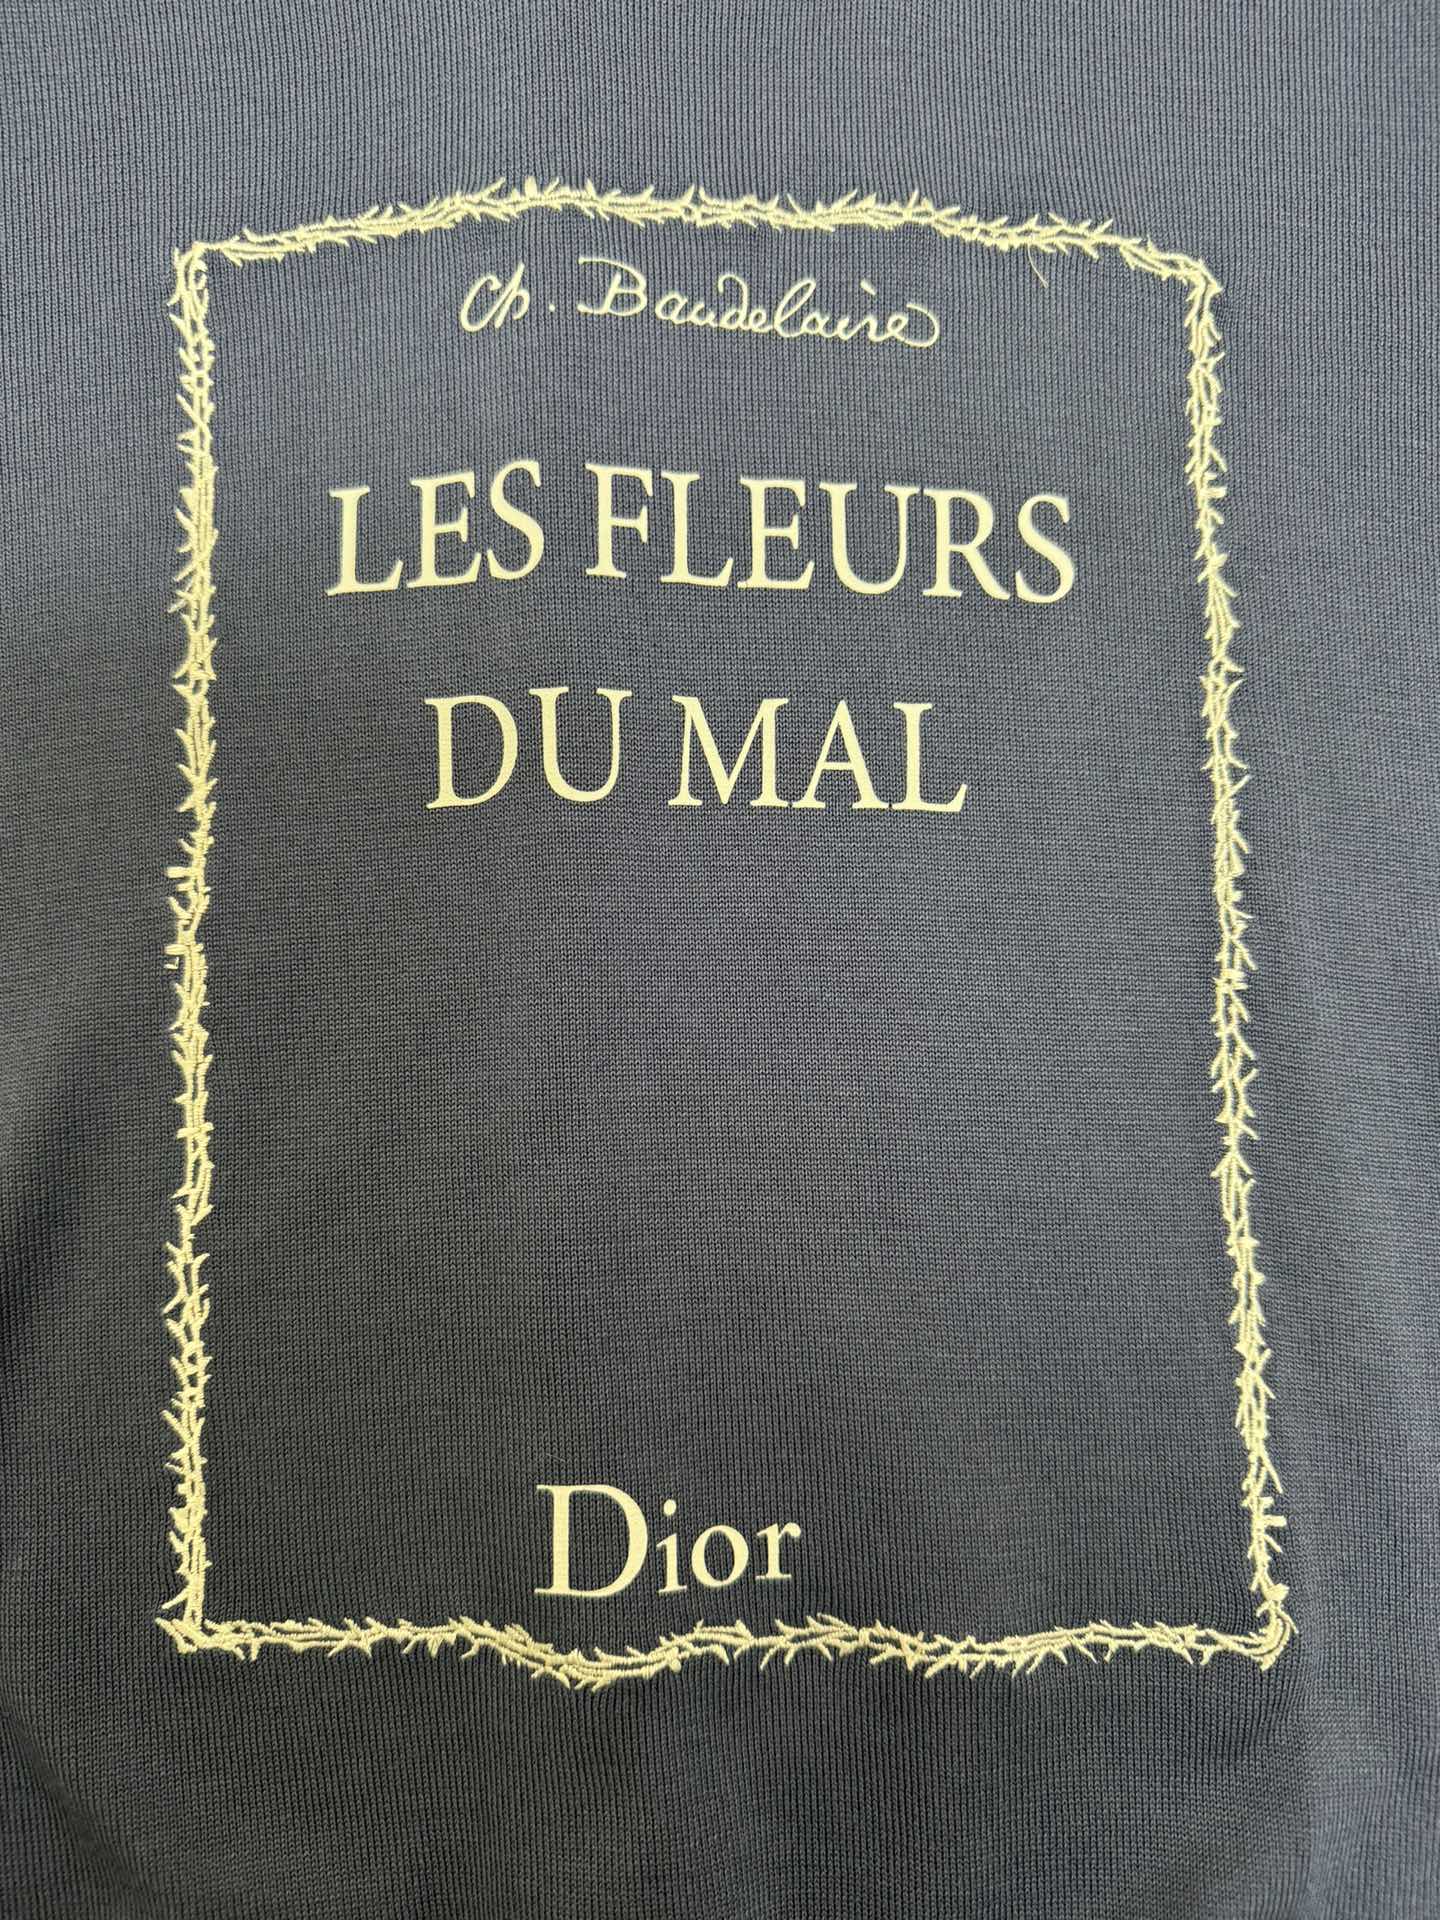 Ch. Baudelaire
LES FLEURS
DU MAL
Dior